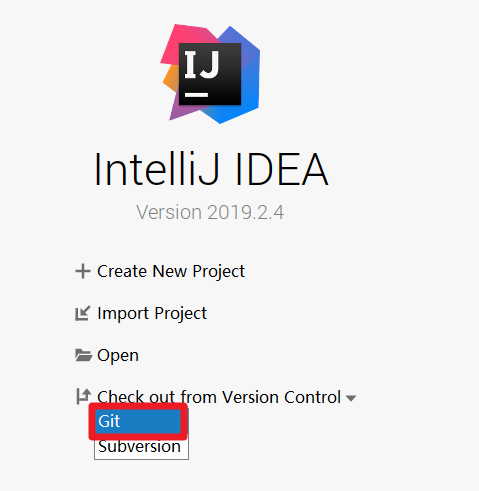 IJ
IntelliJ IDEA
Version 2019.2.4
Create New Project
Import Project
Open
Check out from Version Control
Git
Subversion